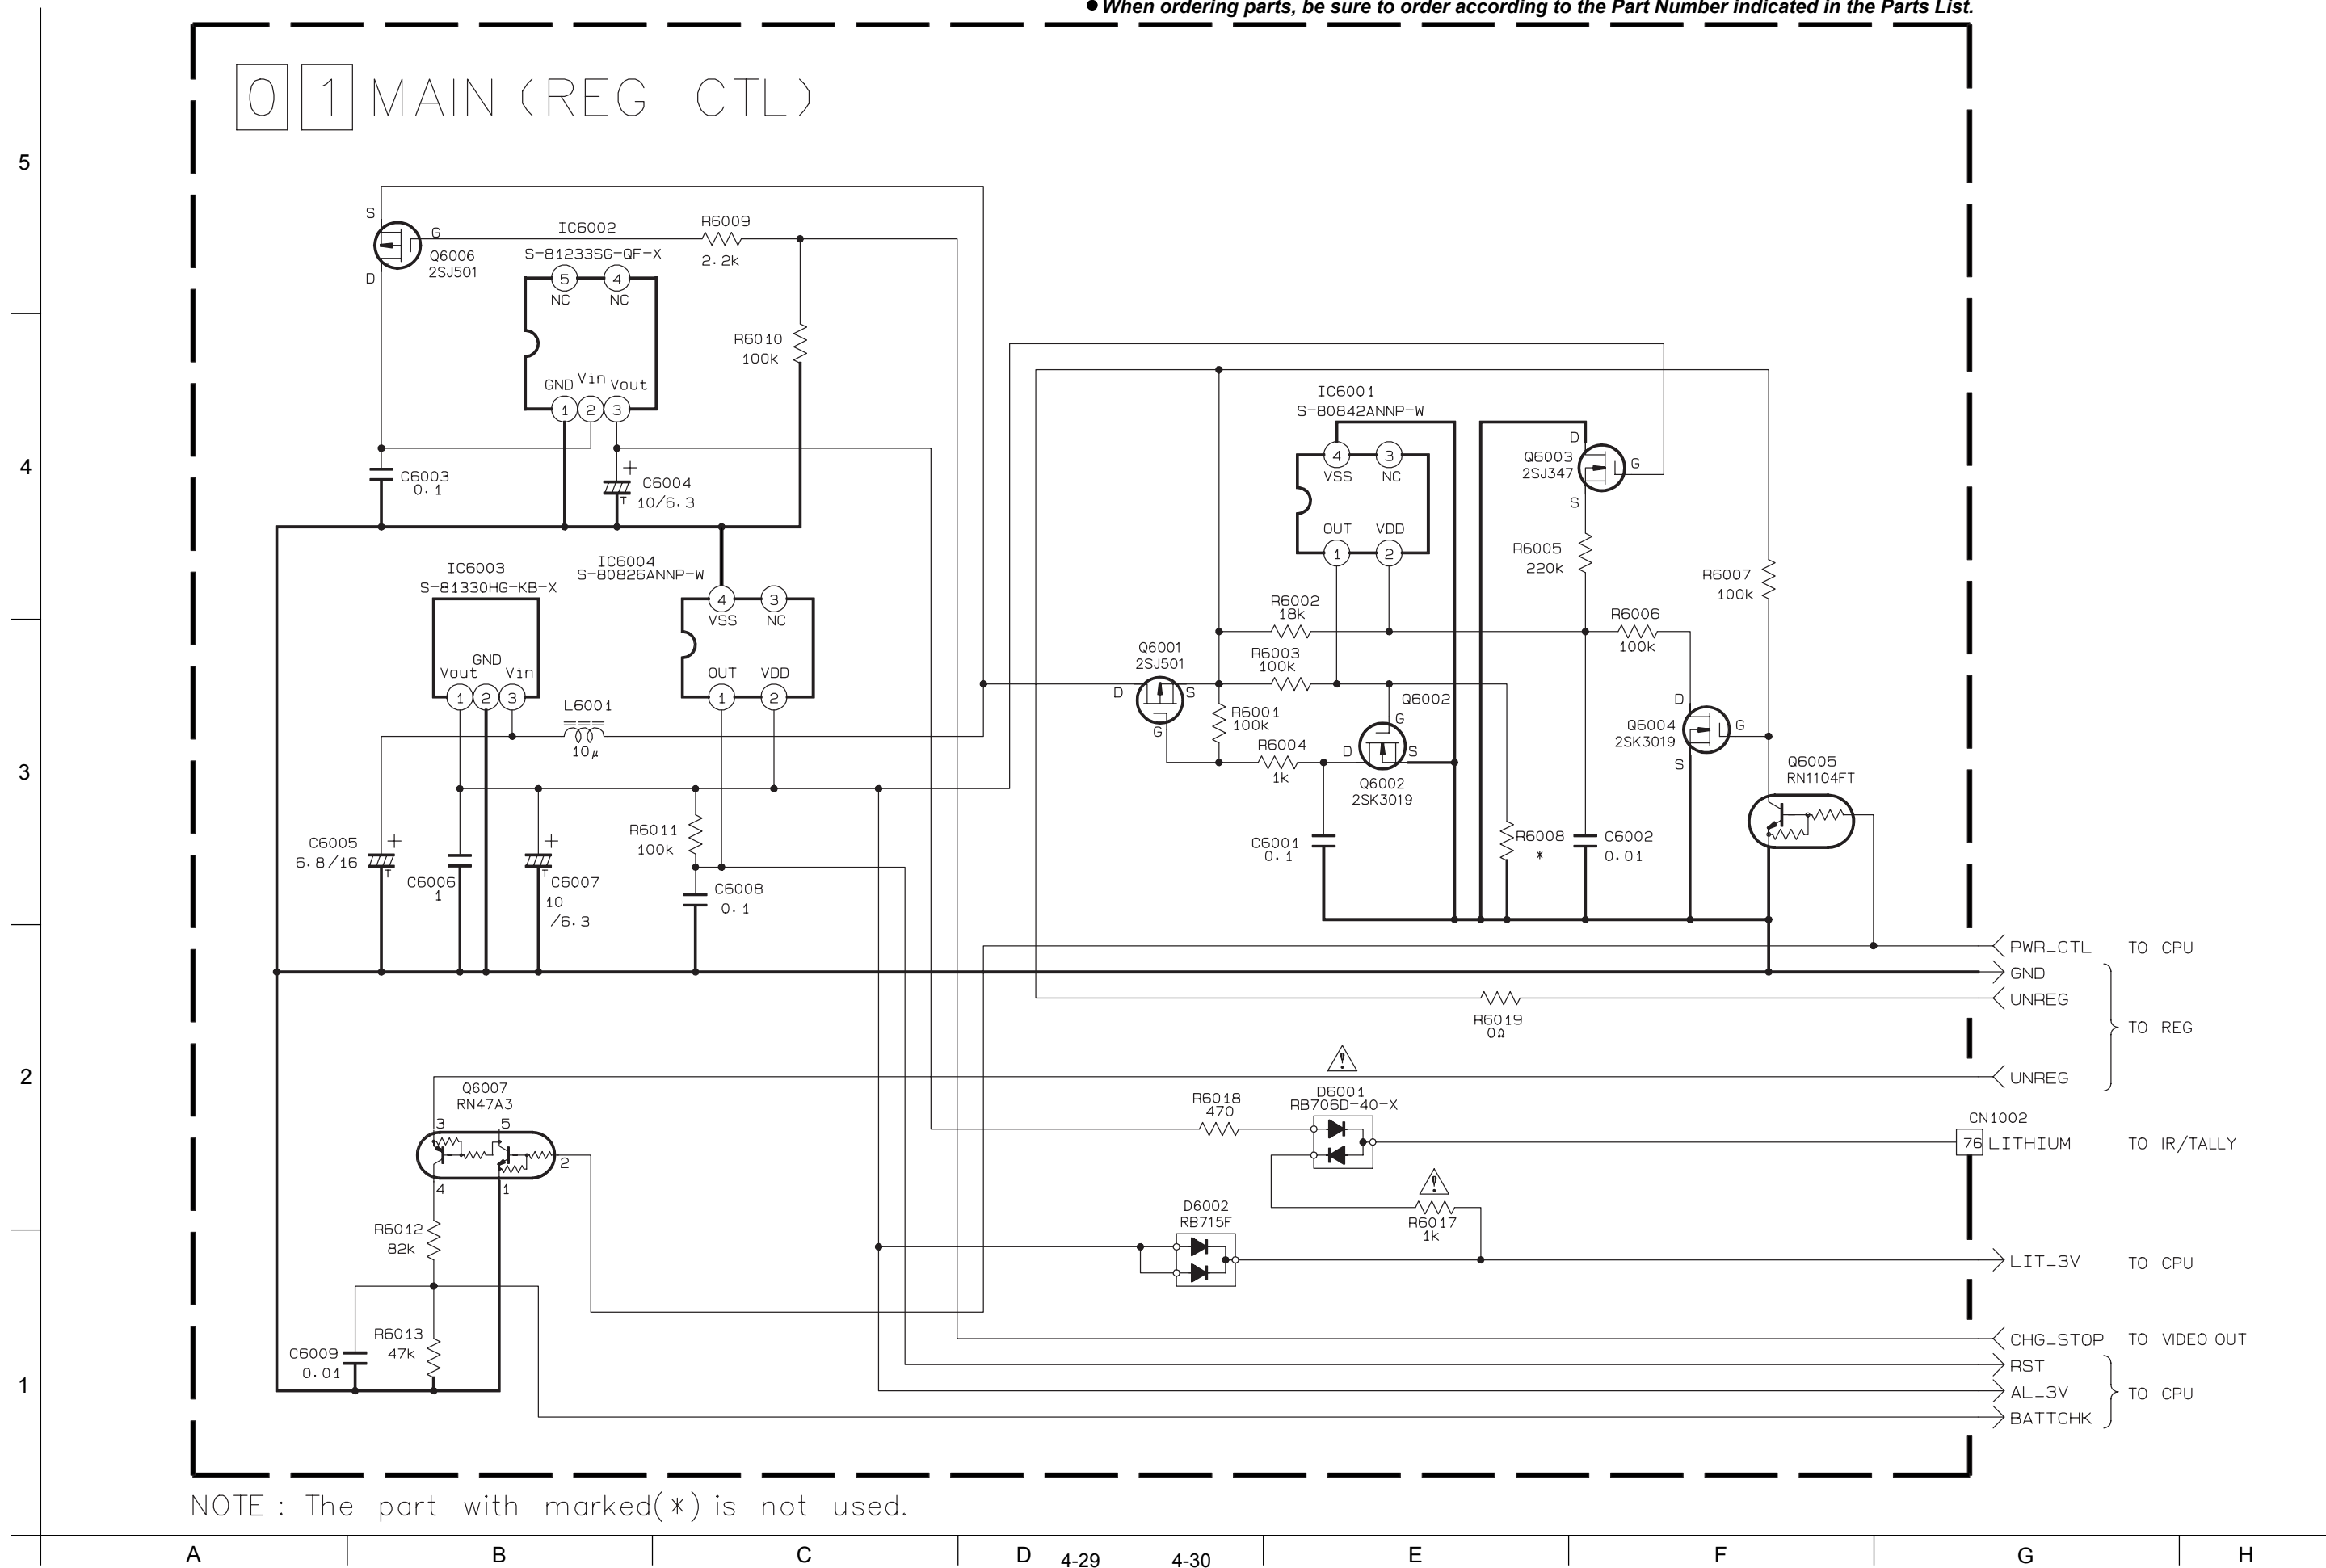 ● When ordering parts, be sure to order according to the Part Number indicated in the Parts List.
0 1 MAIN (REG CTL)
5
4
3
2
1
S
G
D
Q6006
2SJ501
IC6002
S-81233SG-QF-X
5
4
NC
NC
GND Vin Vout
1 2 3
R6009
2.2k
R6010
100k
C6003
0.1
+
C6004
10/6.3
T
IC6003
S-81330HG-KB-X
GND
Vout
Vin
1 2 3
IC6004
S-80826ANNP-W
4
3
VSS
NC
OUT
VDD
1
2
L6001
10μ
+
C6005
6.8/16
T
C6006
1
+
C6007
10
/6.3
T
R6011
100k
C6008
0.1
IC6001
S-80842ANNP-W
4
3
VSS
NC
OUT
VDD
1
2
D
Q6003
2SJ347
G
S
R6005
220k
R6007
100k
R6002
18k
R6006
100k
Q6001
2SJ501
R6003
100k
D
S
G
R6001
100k
Q6002
G
R6004
1k
D
S
Q6002
2SK3019
D
Q6004
2SK3019
G
S
Q6005
RN1104FT
C6001
0.1
R6008
*
C6002
0.01
PWR_CTL TO CPU
GND
UNREG
TO REG
UNREG
R6019
0Ω
!
Q6007
RN47A3
3
5
2
4
1
R6018
470
D6001
RB706D-40-X
CN1002
76 LITHIUM TO IR/TALLY
!
R6017
1k
D6002
RB715F
R6012
82k
LIT_3V TO CPU
R6013
47k
C6009
0.01
CHG_STOP TO VIDEO OUT
RST
AL_3V
TO CPU
BATTCHK
NOTE : The part with marked(*) is not used.
A B C D E F G H
4-29 4-30